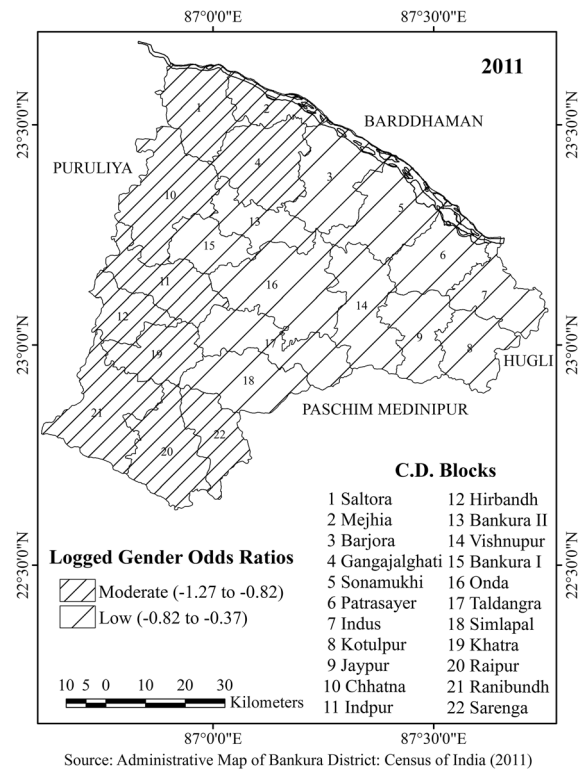 87°0'0"E 87°30'0"E
2011
23°30'0"N 23°30'0"N
BARDDHAMAN
PURULIYA
1
2
3
4
5
10
13
15
6
11
16
7
14
12
9
8
17
19
18
HUGLI
23°0'0"N 23°0'0"N
21
22
20
PASCHIM MEDINIPUR
C.D. Blocks
1 Saltora 12 Hirbandh
2 Mejhia 13 Bankura II
3 Barjora 14 Vishnupur
4 Gangajalghati 15 Bankura I
5 Sonamukhi 16 Onda
6 Patrasayer 17 Taldangra
7 Indus 18 Simlapal
8 Kotulpur 19 Khatra
9 Jaypur 20 Raipur
10 Chhatna 21 Ranibundh
11 Indpur 22 Sarenga
22°30'0"N 22°30'0"N
Logged Gender Odds Ratios
Moderate (-1.27 to -0.82)
Low (-0.82 to -0.37)
10 5 0 10 20 30
Kilometers
87°0'0"E 87°30'0"E
Source: Administrative Map of Bankura District: Census of India (2011)